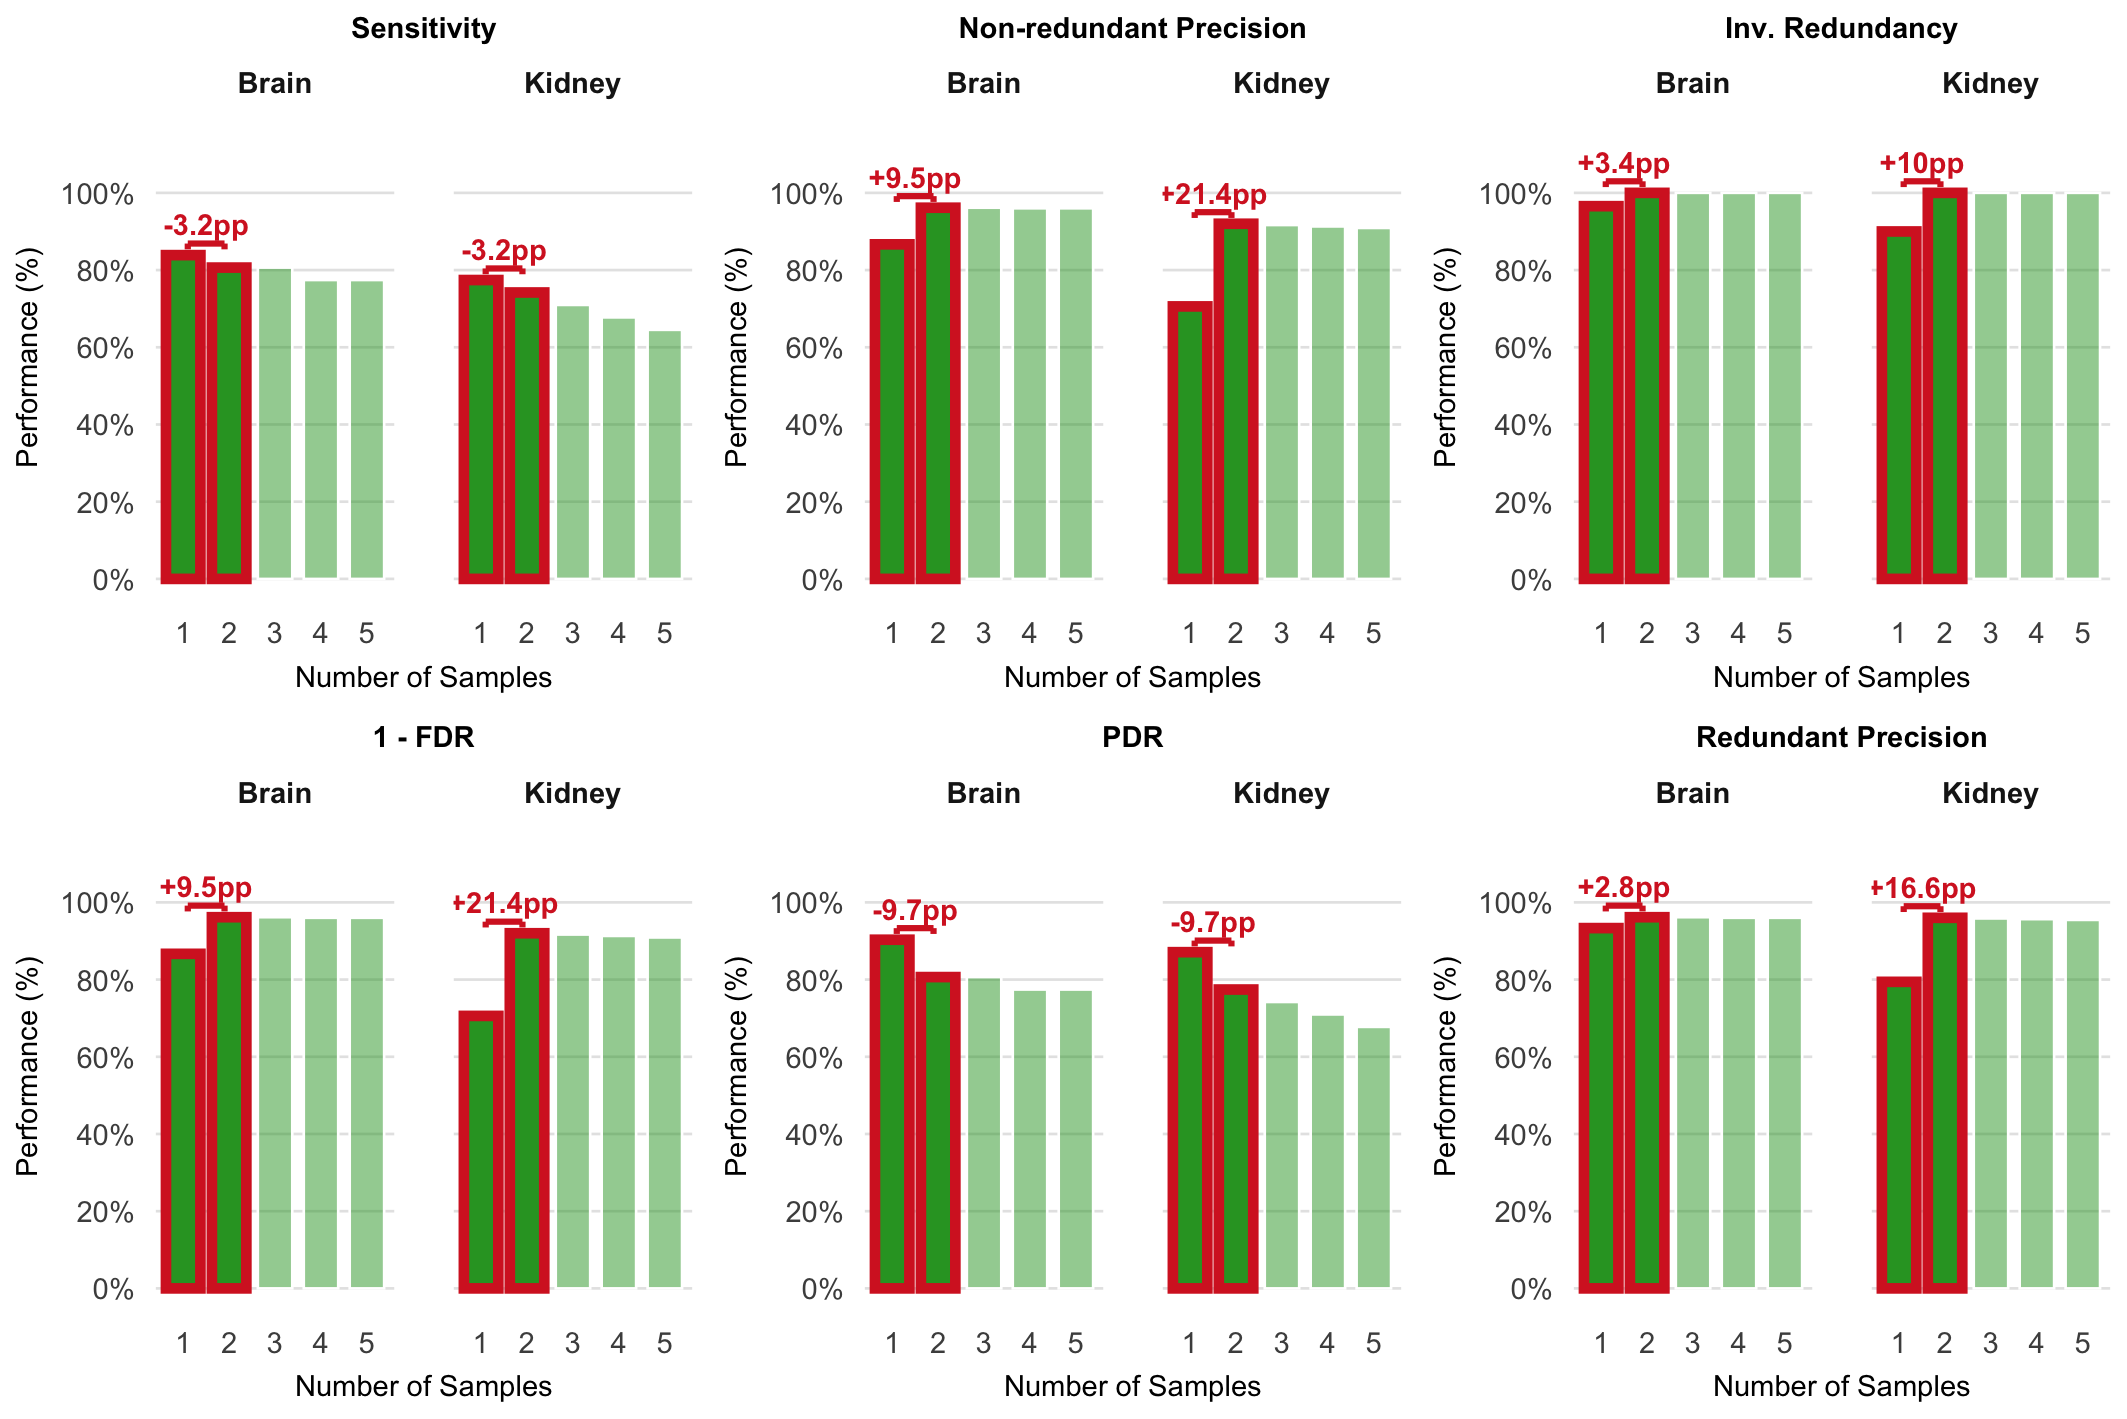 Sensitivity
Brain
Kidney
Performance (%)
100%
80%
60%
40%
20%
0%
-3.2pp
-3.2pp
1 2 3 4 5
1 2 3 4 5
Number of Samples
Non-redundant Precision
Brain
Kidney
Performance (%)
100%
80%
60%
40%
20%
0%
+9.5pp
+21.4pp
1 2 3 4 5
1 2 3 4 5
Number of Samples
Inv. Redundancy
Brain
Kidney
Performance (%)
100%
80%
60%
40%
20%
0%
+3.4pp
+10pp
1 2 3 4 5
1 2 3 4 5
Number of Samples
1 - FDR
Brain
Kidney
Performance (%)
100%
80%
60%
40%
20%
0%
+9.5pp
+21.4pp
1 2 3 4 5
1 2 3 4 5
Number of Samples
PDR
Brain
Kidney
Performance (%)
100%
80%
60%
40%
20%
0%
-9.7pp
-9.7pp
1 2 3 4 5
1 2 3 4 5
Number of Samples
Redundant Precision
Brain
Kidney
Performance (%)
100%
80%
60%
40%
20%
0%
+2.8pp
+16.6pp
1 2 3 4 5
1 2 3 4 5
Number of Samples